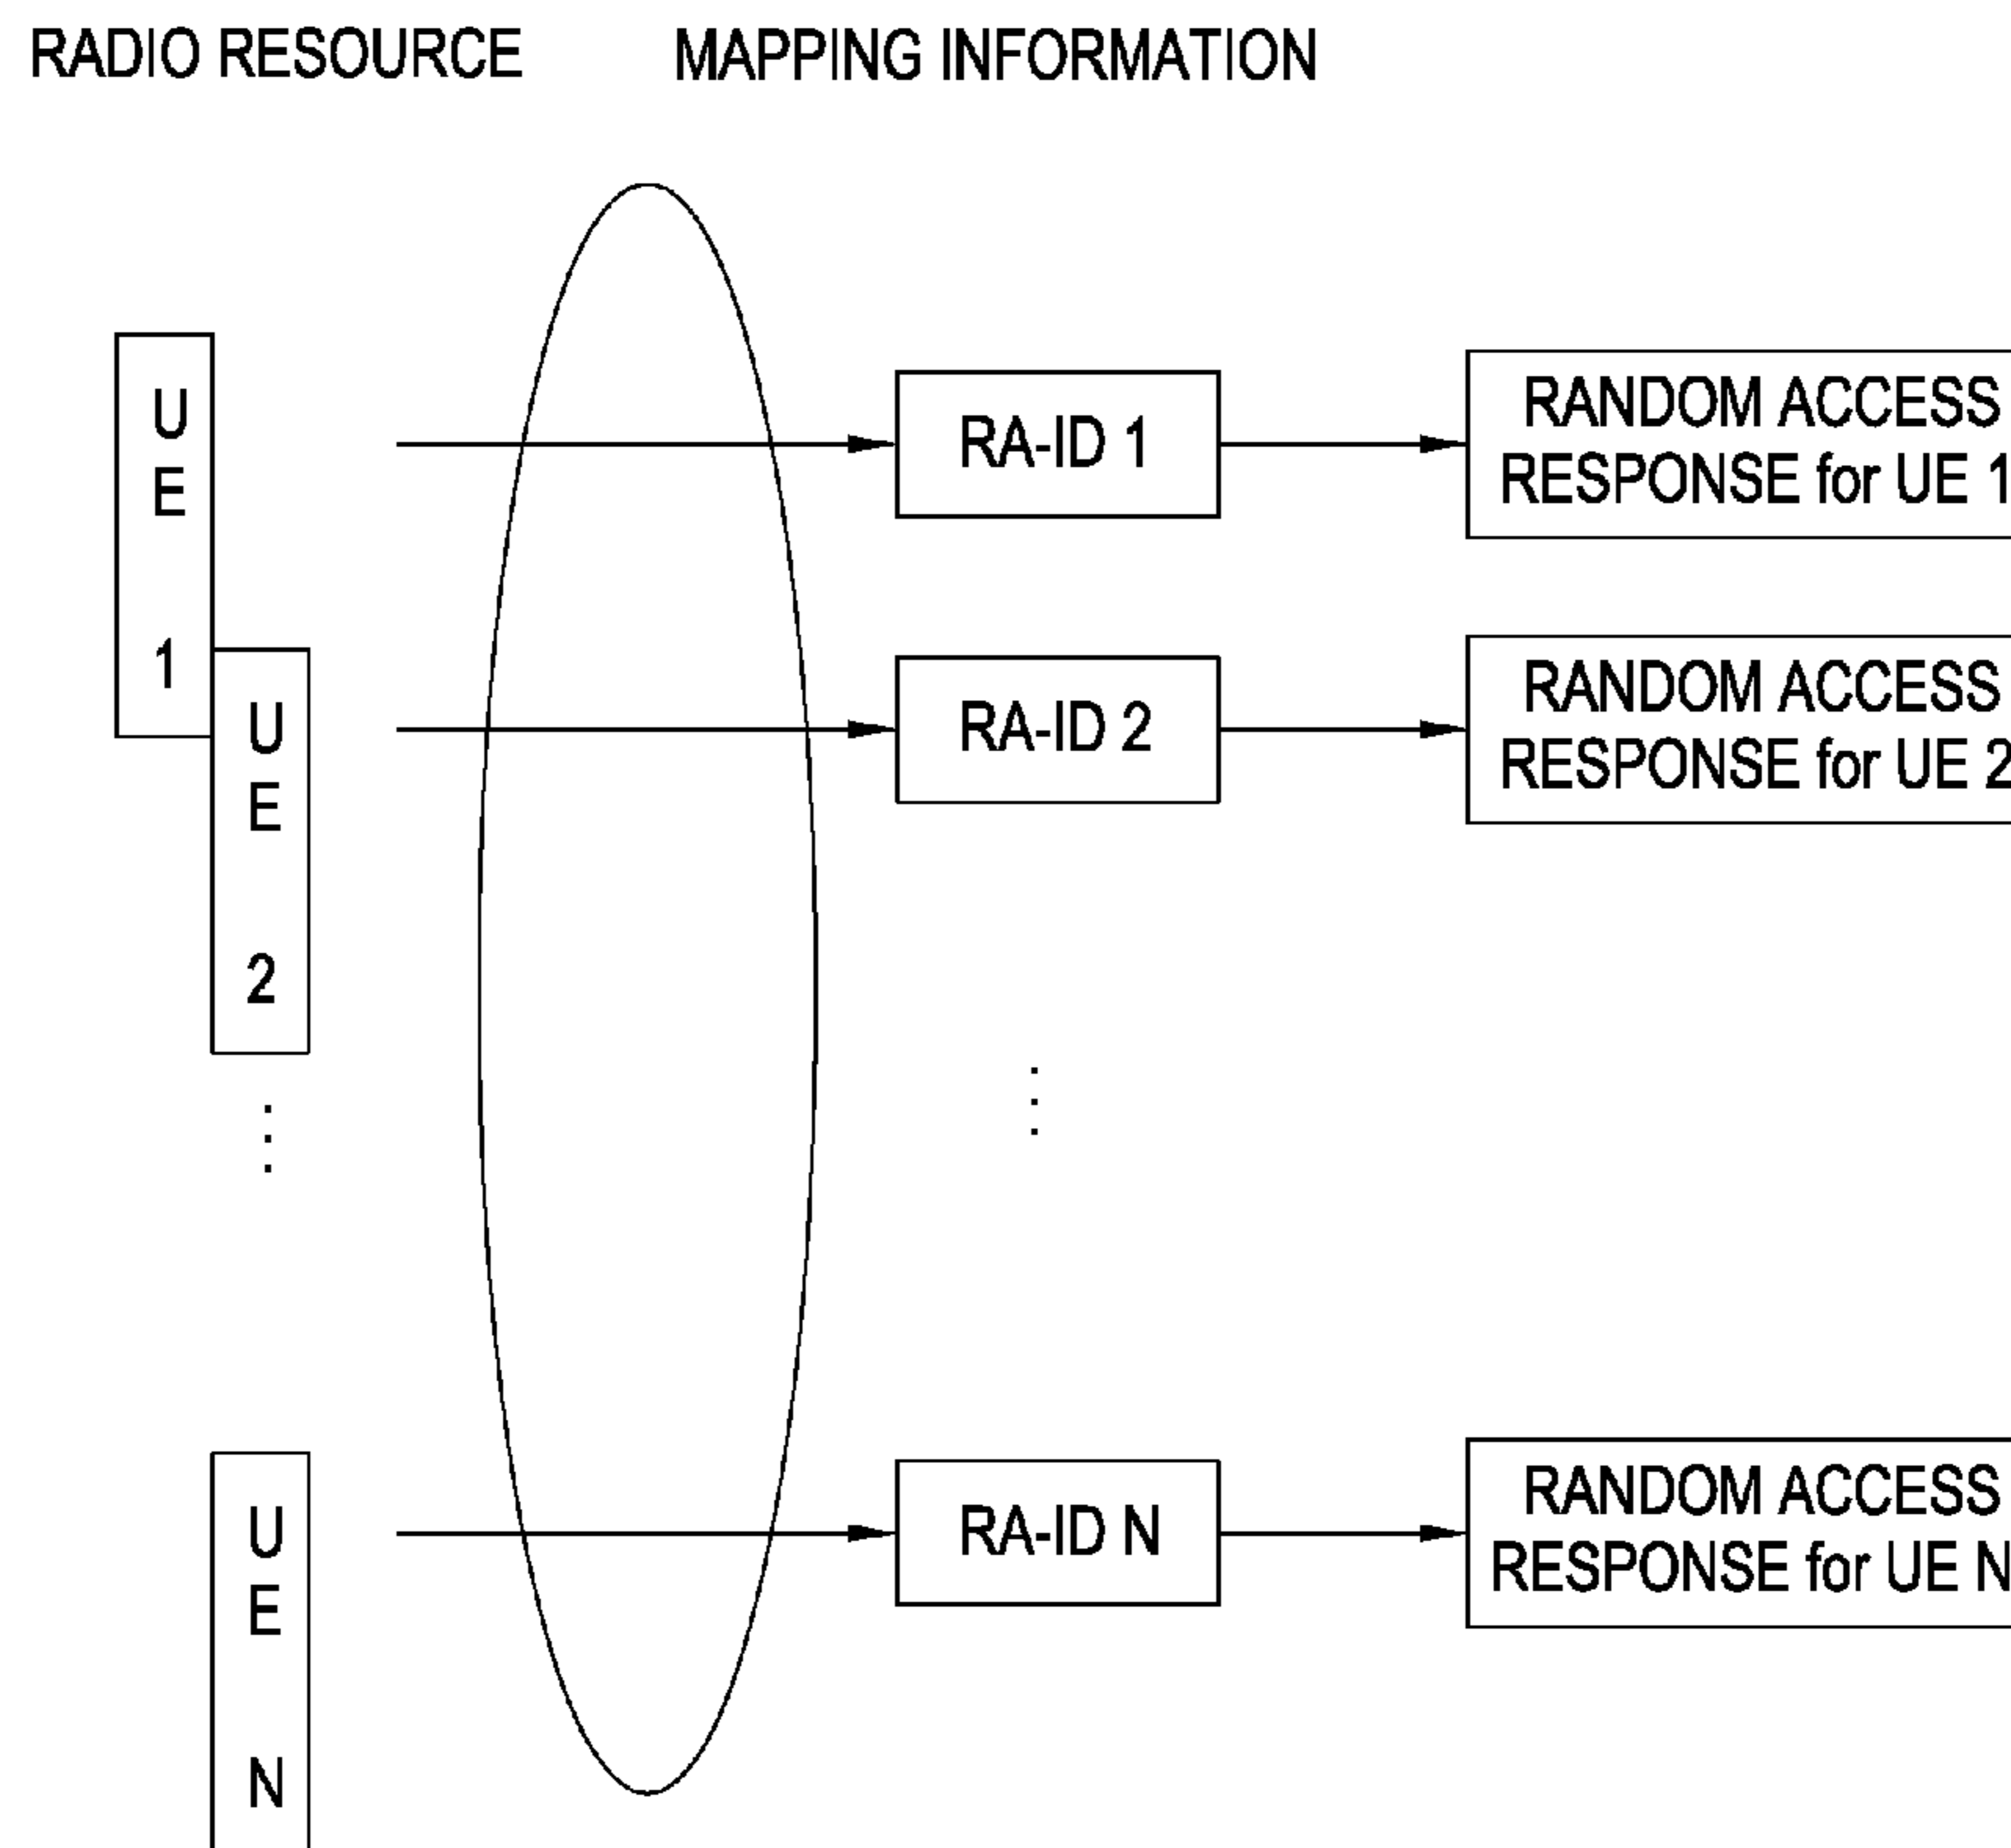 RADIO RESOURCE
MAPPING INFORMATION
U
E
1
RA-ID 1
RANDOM ACCESS
RESPONSE for UE 1
U
E
2
RA-ID 2
RANDOM ACCESS
RESPONSE for UE 2
U
E
N
RA-ID N
RANDOM ACCESS
RESPONSE for UE N